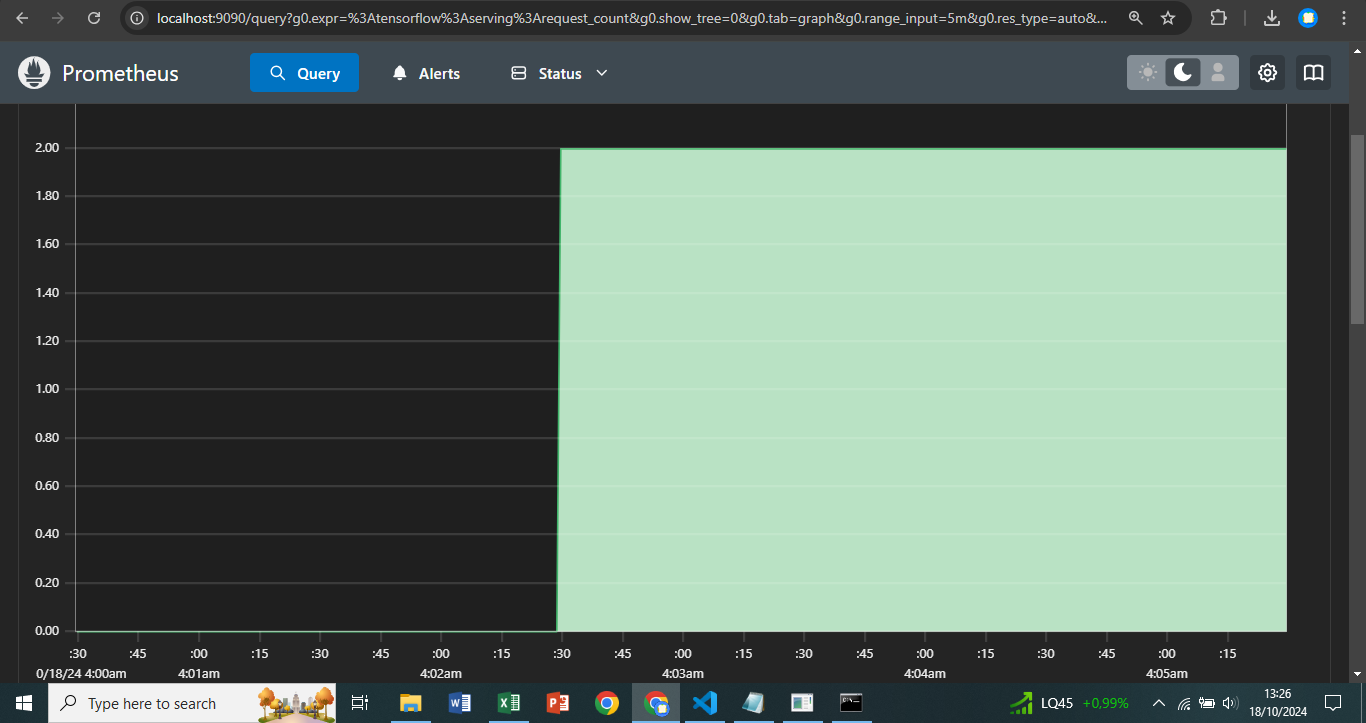 localhost:9090/query?g0.expr=%3Atensorflow%3Aserving%3Arequest_count&g0.show_tree=0&g0.tab=graph&g0.range_input=5m&g0.res_type=auto&...
Prometheus Query Alerts Status
2.00
1.80
1.60
1.40
1.20
1.00
0.80
0.60
0.40
0.20
0.00
:30 :45 :00 :15 :30 :45 :00 :15 :30 :45 :00 :15 :30 :45 :00 :15 :30 :45 :00 :15
0/18/24 4:00am 4:01am 4:02am 4:03am 4:04am 4:05am
Type here to search
LQ45 +0,99%
13:26
18/10/2024